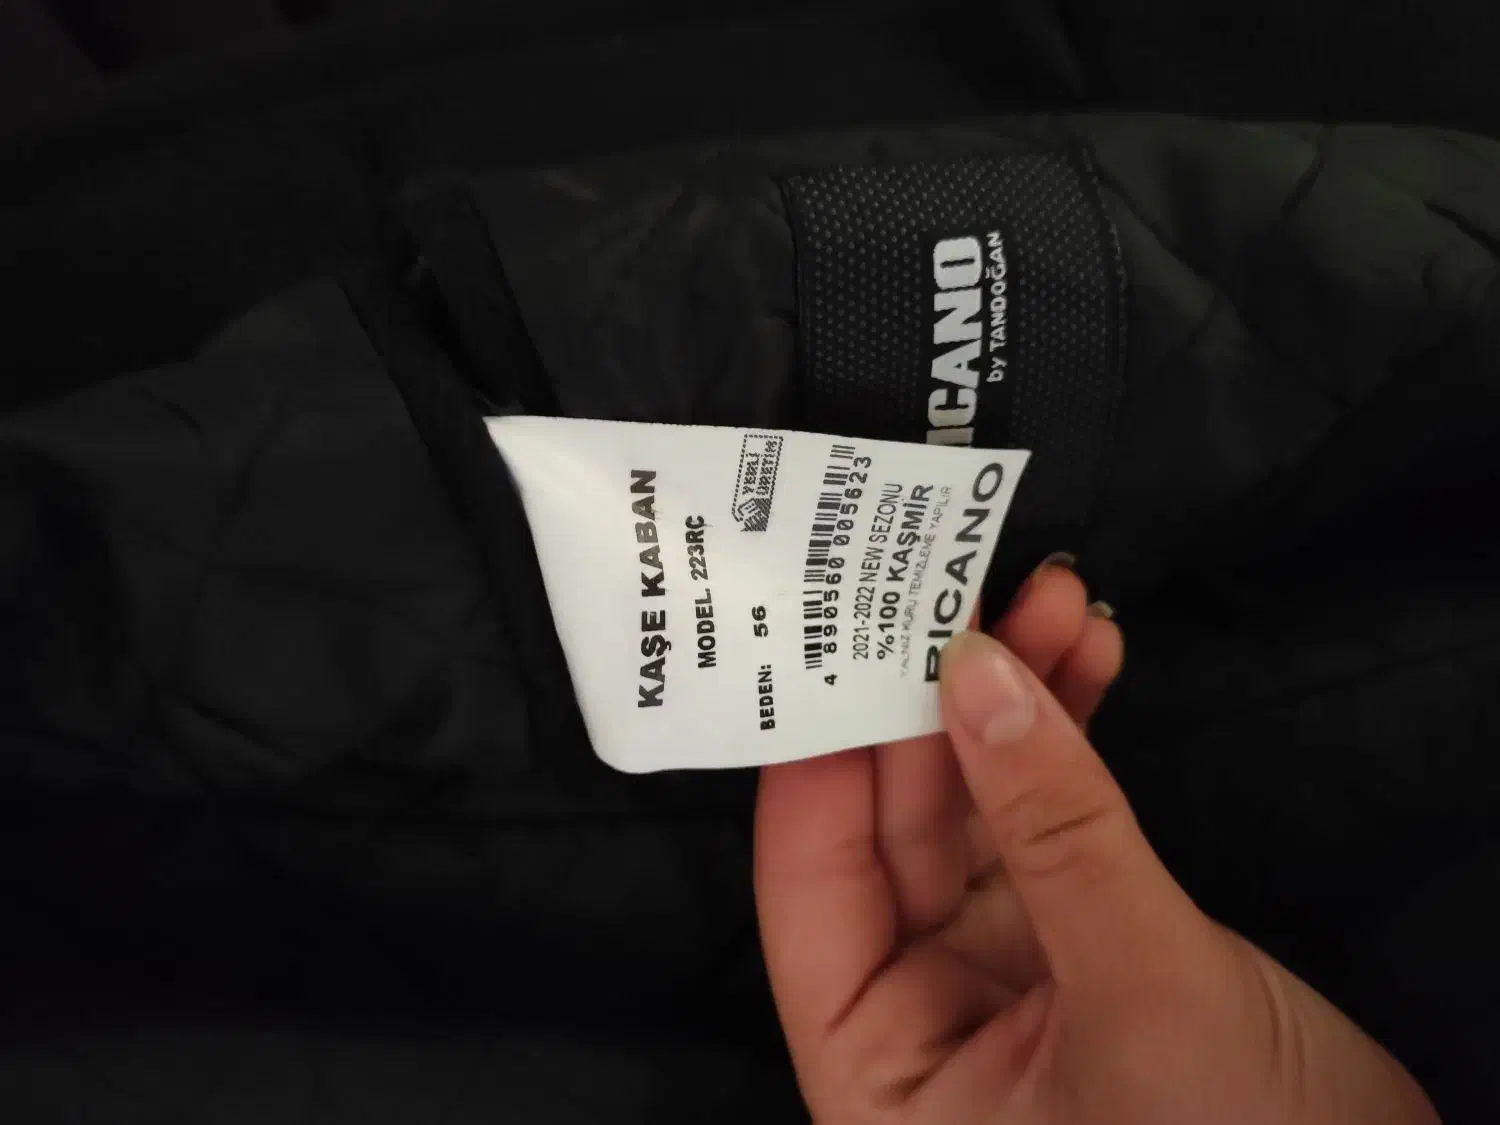 KAŞE KABAN
MODEL. 223RC
YERLİ
ÜRETİM
BEDEN: 56
4 890560 005623
2021-2022 NEW SEZONU
%100 KAŞMİR
YALNIZ KURU TEMİZLEME YAPILIR
RICANO
ICANO
by TANDOĞAN